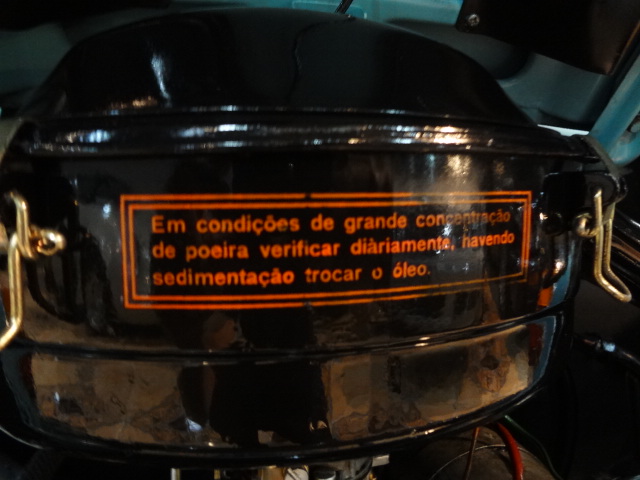 Em condições de grande concentração
de poeira verificar diàriamente, havendo
sedimentação trocar o óleo.